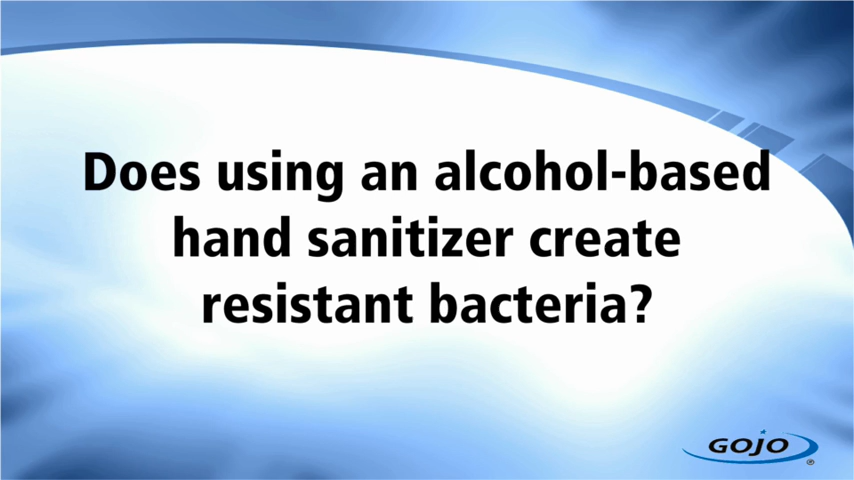 Does using an alcohol-based
hand sanitizer create
resistant bacteria?
GOJO
®